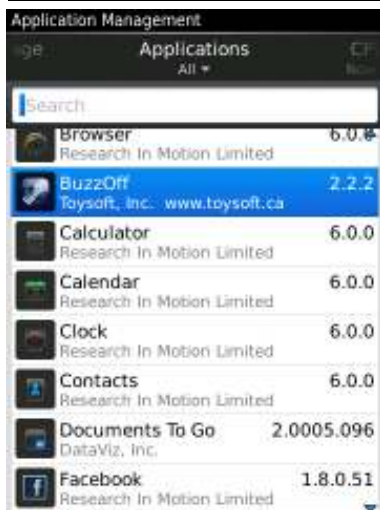 Application Management
Applications
All
Search
Browser 6.0.0
Research In Motion Limited
BuzzOff 2.2.2
Toysoft, Inc. www.toysoft.ca
Calculator 6.0.0
Research In Motion Limited
Calendar 6.0.0
Research In Motion Limited
Clock 6.0.0
Research In Motion Limited
Contacts 6.0.0
Research In Motion Limited
Documents To Go 2.0005.096
DataViz, Inc.
Facebook 1.8.0.51
Research In Motion Limited